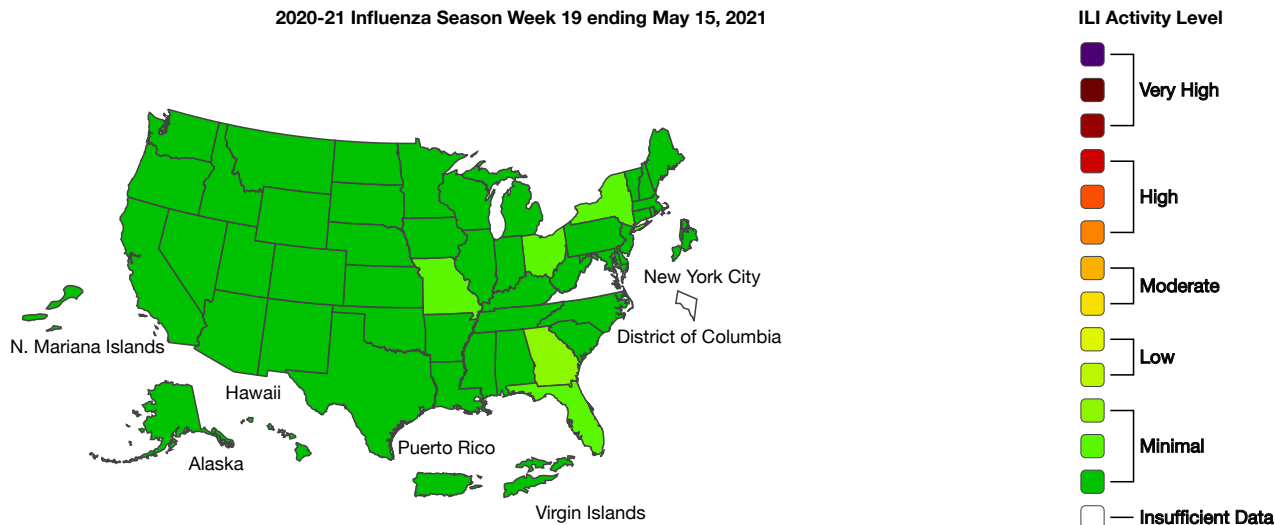 2020-21 Influenza Season Week 19 ending May 15, 2021
ILI Activity Level
Very High
High
Moderate
Low
Minimal
Insufficient Data
New York City
District of Columbia
N. Mariana Islands
Hawaii
Alaska
Puerto Rico
Virgin Islands